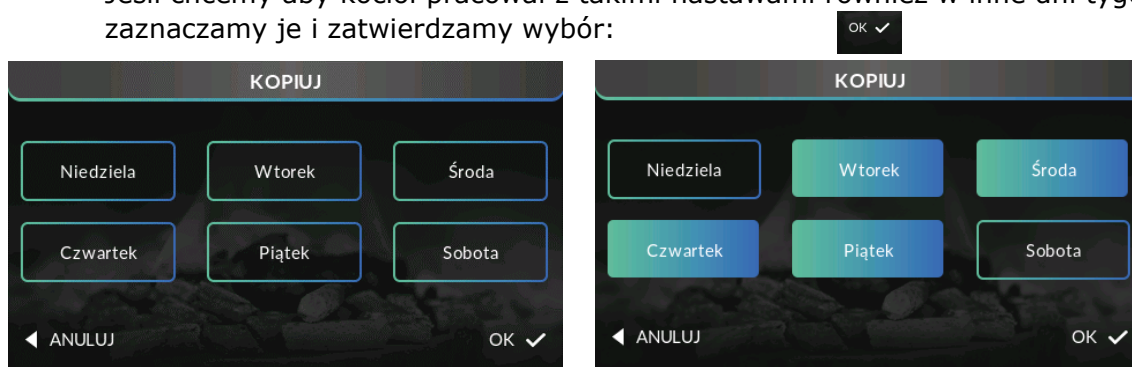 zaznaczamy je i zatwierdzamy wybór: OK
KOPIUJ
Niedziela Wtorek Środa
Czwartek Piątek Sobota
ANULUJ OK
KOPIUJ
Niedziela Wtorek Środa
Czwartek Piątek Sobota
ANULUJ OK